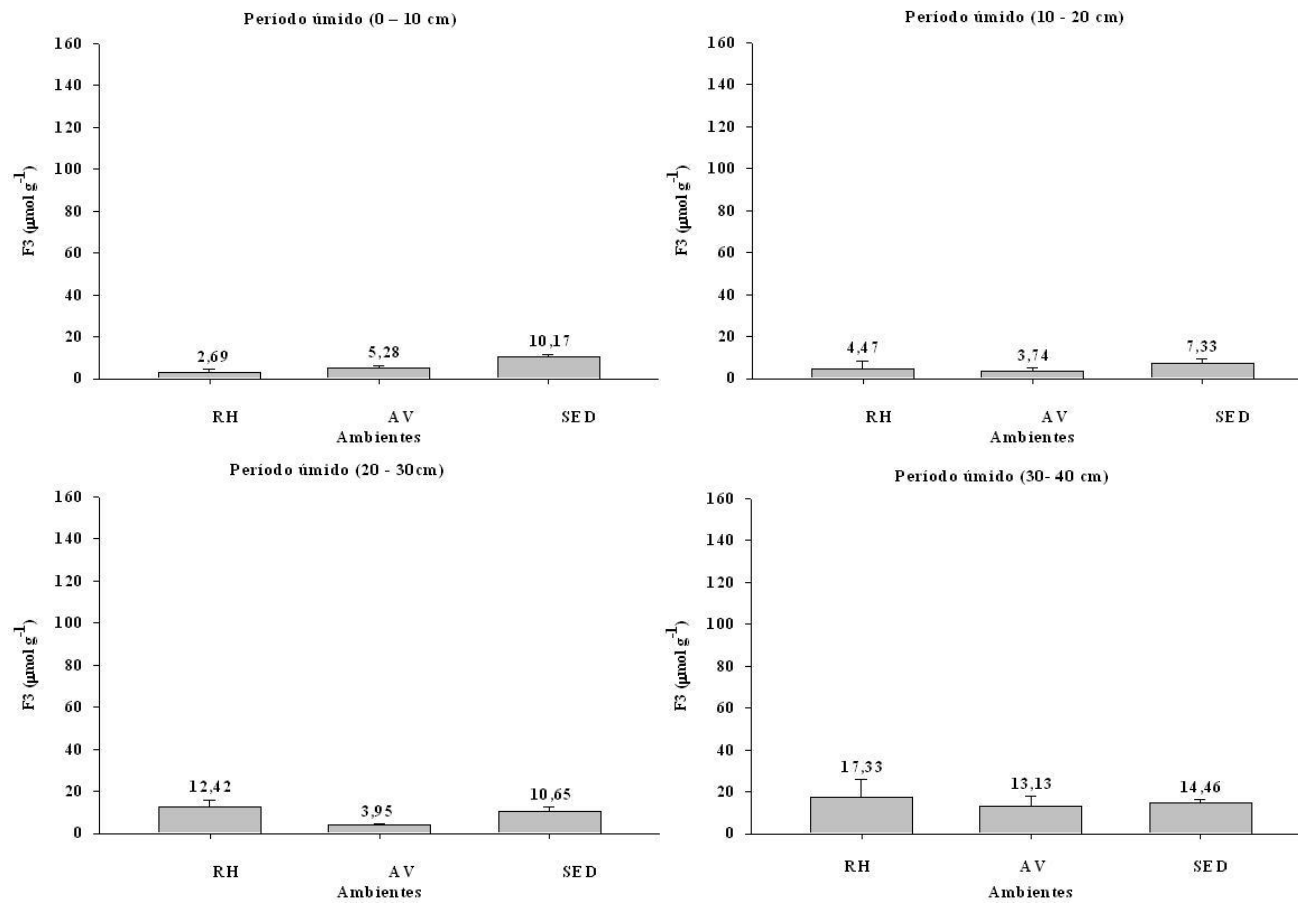 Período úmido (0 – 10 cm)
160
140
120
100
80
60
40
20
0
F3 (µmol g⁻¹)
2,69
5,28
10,17
RH
AV
SED
Ambientes
Período úmido (10 - 20 cm)
160
140
120
100
80
60
40
20
0
F3 (µmol g⁻¹)
4,47
3,74
7,33
RH
AV
SED
Ambientes
Período úmido (20 - 30cm)
160
140
120
100
80
60
40
20
0
F3 (µmol g⁻¹)
12,42
3,95
10,65
RH
AV
SED
Ambientes
Período úmido (30- 40 cm)
160
140
120
100
80
60
40
20
0
F3 (µmol g⁻¹)
17,33
13,13
14,46
RH
AV
SED
Ambientes